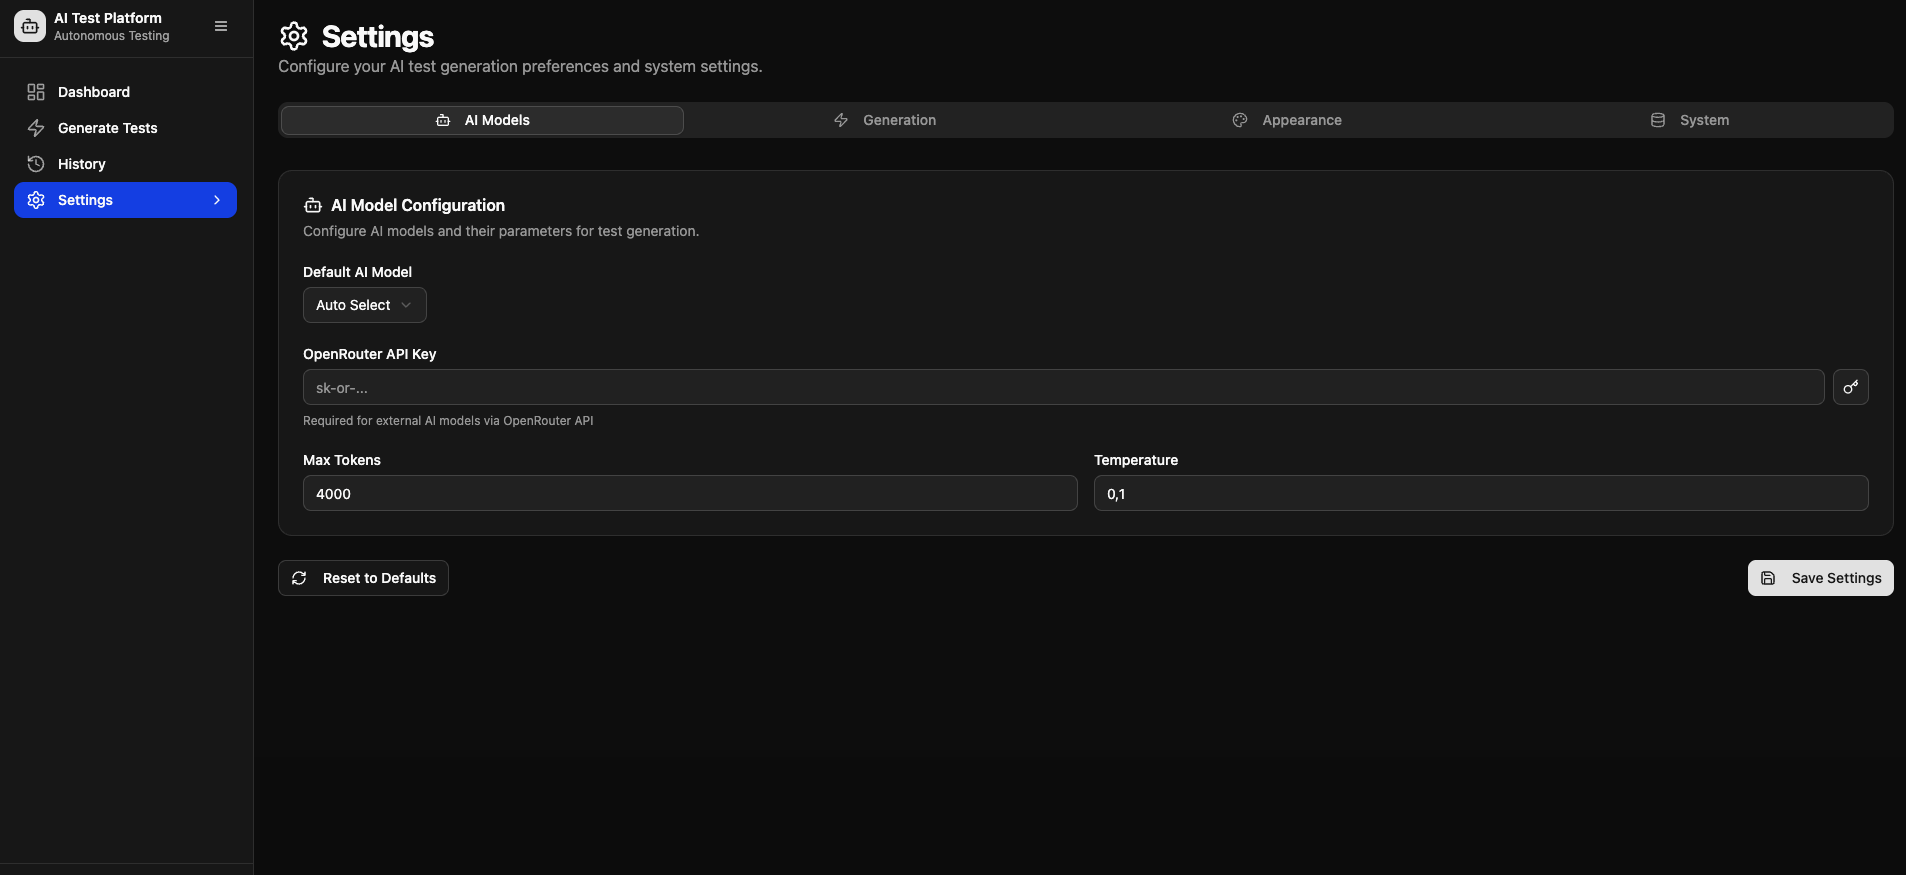 AI Test Platform
Autonomous Testing
Dashboard
Generate Tests
History
Settings
Settings
Configure your AI test generation preferences and system settings.
AI Models
Generation
Appearance
System
AI Model Configuration
Configure AI models and their parameters for test generation.
Default AI Model
Auto Select
OpenRouter API Key
sk-or-...
Required for external AI models via OpenRouter API
Max Tokens
Temperature
4000
0,1
Reset to Defaults
Save Settings